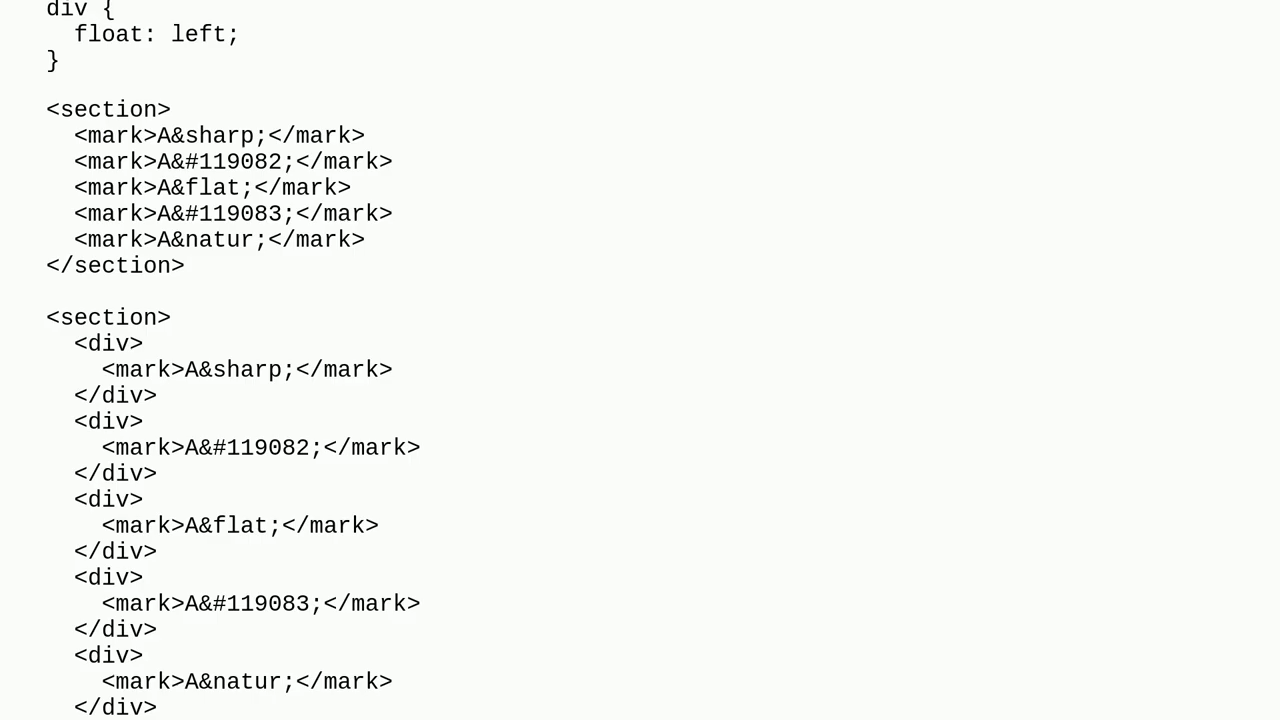 div {
  float: left;
}

<section>
  <mark>A&sharp;</mark>
  <mark>A&#119082;</mark>
  <mark>A&flat;</mark>
  <mark>A&#119083;</mark>
  <mark>A&natur;</mark>
</section>

<section>
  <div>
    <mark>A&sharp;</mark>
  </div>
  <div>
    <mark>A&#119082;</mark>
  </div>
  <div>
    <mark>A&flat;</mark>
  </div>
  <div>
    <mark>A&#119083;</mark>
  </div>
  <div>
    <mark>A&natur;</mark>
  </div>